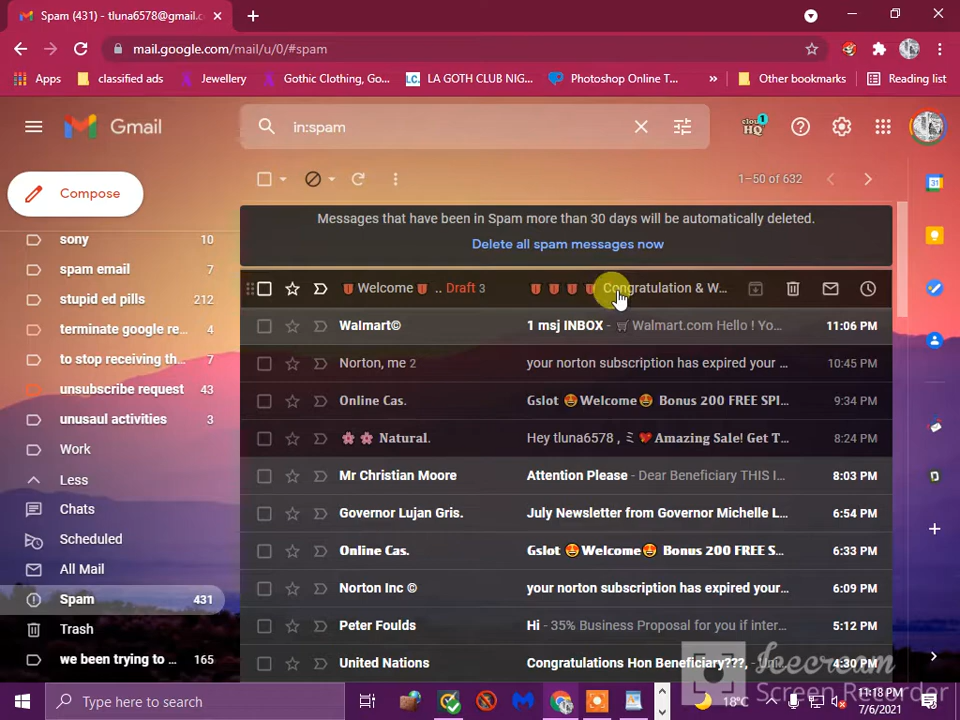 Spam (431) - tluna6578@gmail.c
mail.google.com/mail/u/0/#spam
Apps classified ads Jewellery Gothic Clothing, Go... LC. LA GOTH CLUB NIG... Photoshop Online T... » Other bookmarks Reading list
Gmail in:spam cloud HQ 1
Compose 1–50 of 632
Messages that have been in Spam more than 30 days will be automatically deleted.
Delete all spam messages now
sony 10
spam email 7
stupid ed pills 212
terminate google re... 4
to stop receiving th... 7
unsubscribe request 43
unusaul activities 3
Work
Less
Chats
Scheduled
All Mail
Spam 431
Trash
we been trying to ... 165
Welcome .. Draft 3 Congratulation & W...
Walmart© 1 msj INBOX - 🛒 Walmart.com Hello ! Yo... 11:06 PM
Norton, me 2 your norton subscription has expired your ... 10:45 PM
Online Cas. Gslot 🤩Welcome🤩 Bonus 200 FREE SPI... 9:34 PM
🌸 🌸 Natural. Hey tluna6578 , ミ💖Amazing Sale! Get T... 8:24 PM
Mr Christian Moore Attention Please - Dear Beneficiary THIS I... 8:03 PM
Governor Lujan Gris. July Newsletter from Governor Michelle L... 6:54 PM
Online Cas. Gslot 🤩Welcome🤩 Bonus 200 FREE S... 6:33 PM
Norton Inc © your norton subscription has expired your... 6:09 PM
Peter Foulds Hi - 35% Business Proposal for you if inter... 5:12 PM
United Nations Congratulations Hon Beneficiary???, - Uni... 4:30 PM
Icecream
Screen Recorder
Type here to search 18°C 11:18 PM
7/6/2021